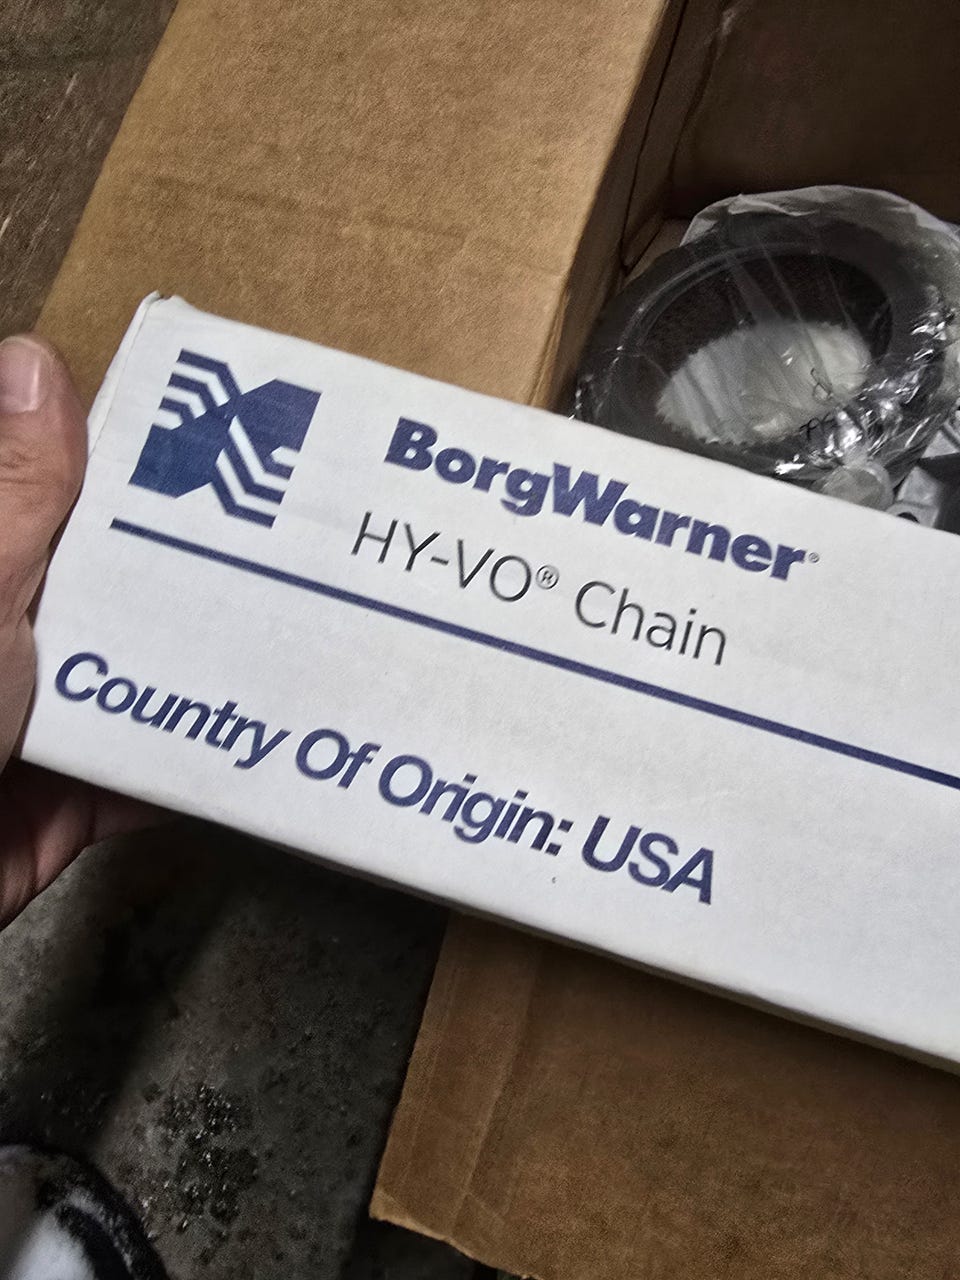 BorgWarner®
HY-VO® Chain
Country Of Origin: USA